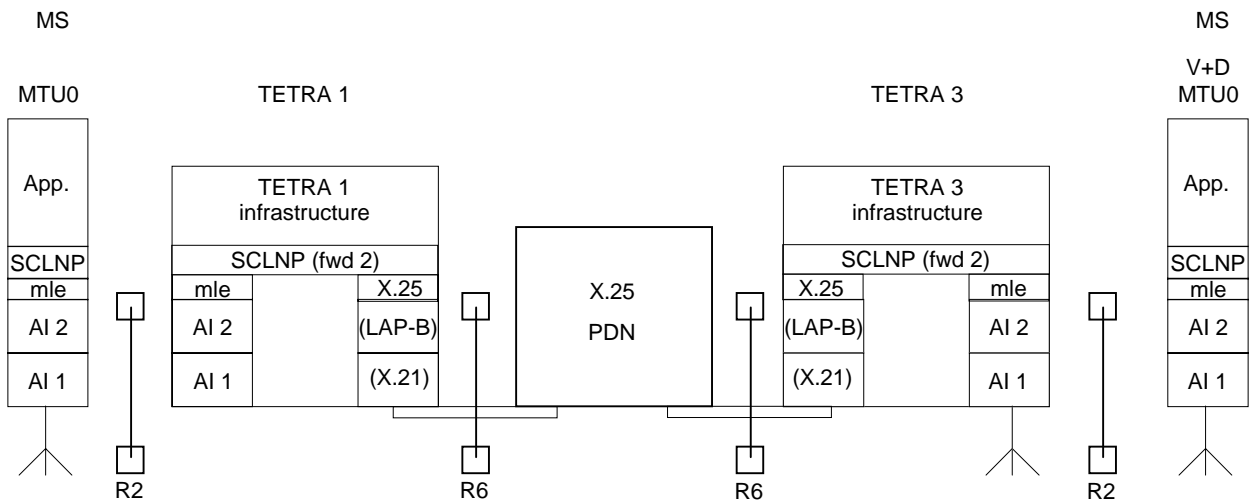 MS
MS
V+D
MTU0
TETRA 1
TETRA 3
MTU0
App.
TETRA 1
infrastructure
TETRA 3
infrastructure
App.
SCLNP
SCLNP (fwd 2)
SCLNP (fwd 2)
SCLNP
mle
mle
X.25
X.25
PDN
X.25
mle
mle
AI 2
AI 2
(LAP-B)
(LAP-B)
AI 2
AI 2
AI 1
AI 1
(X.21)
(X.21)
AI 1
AI 1
R2
R6
R6
R2